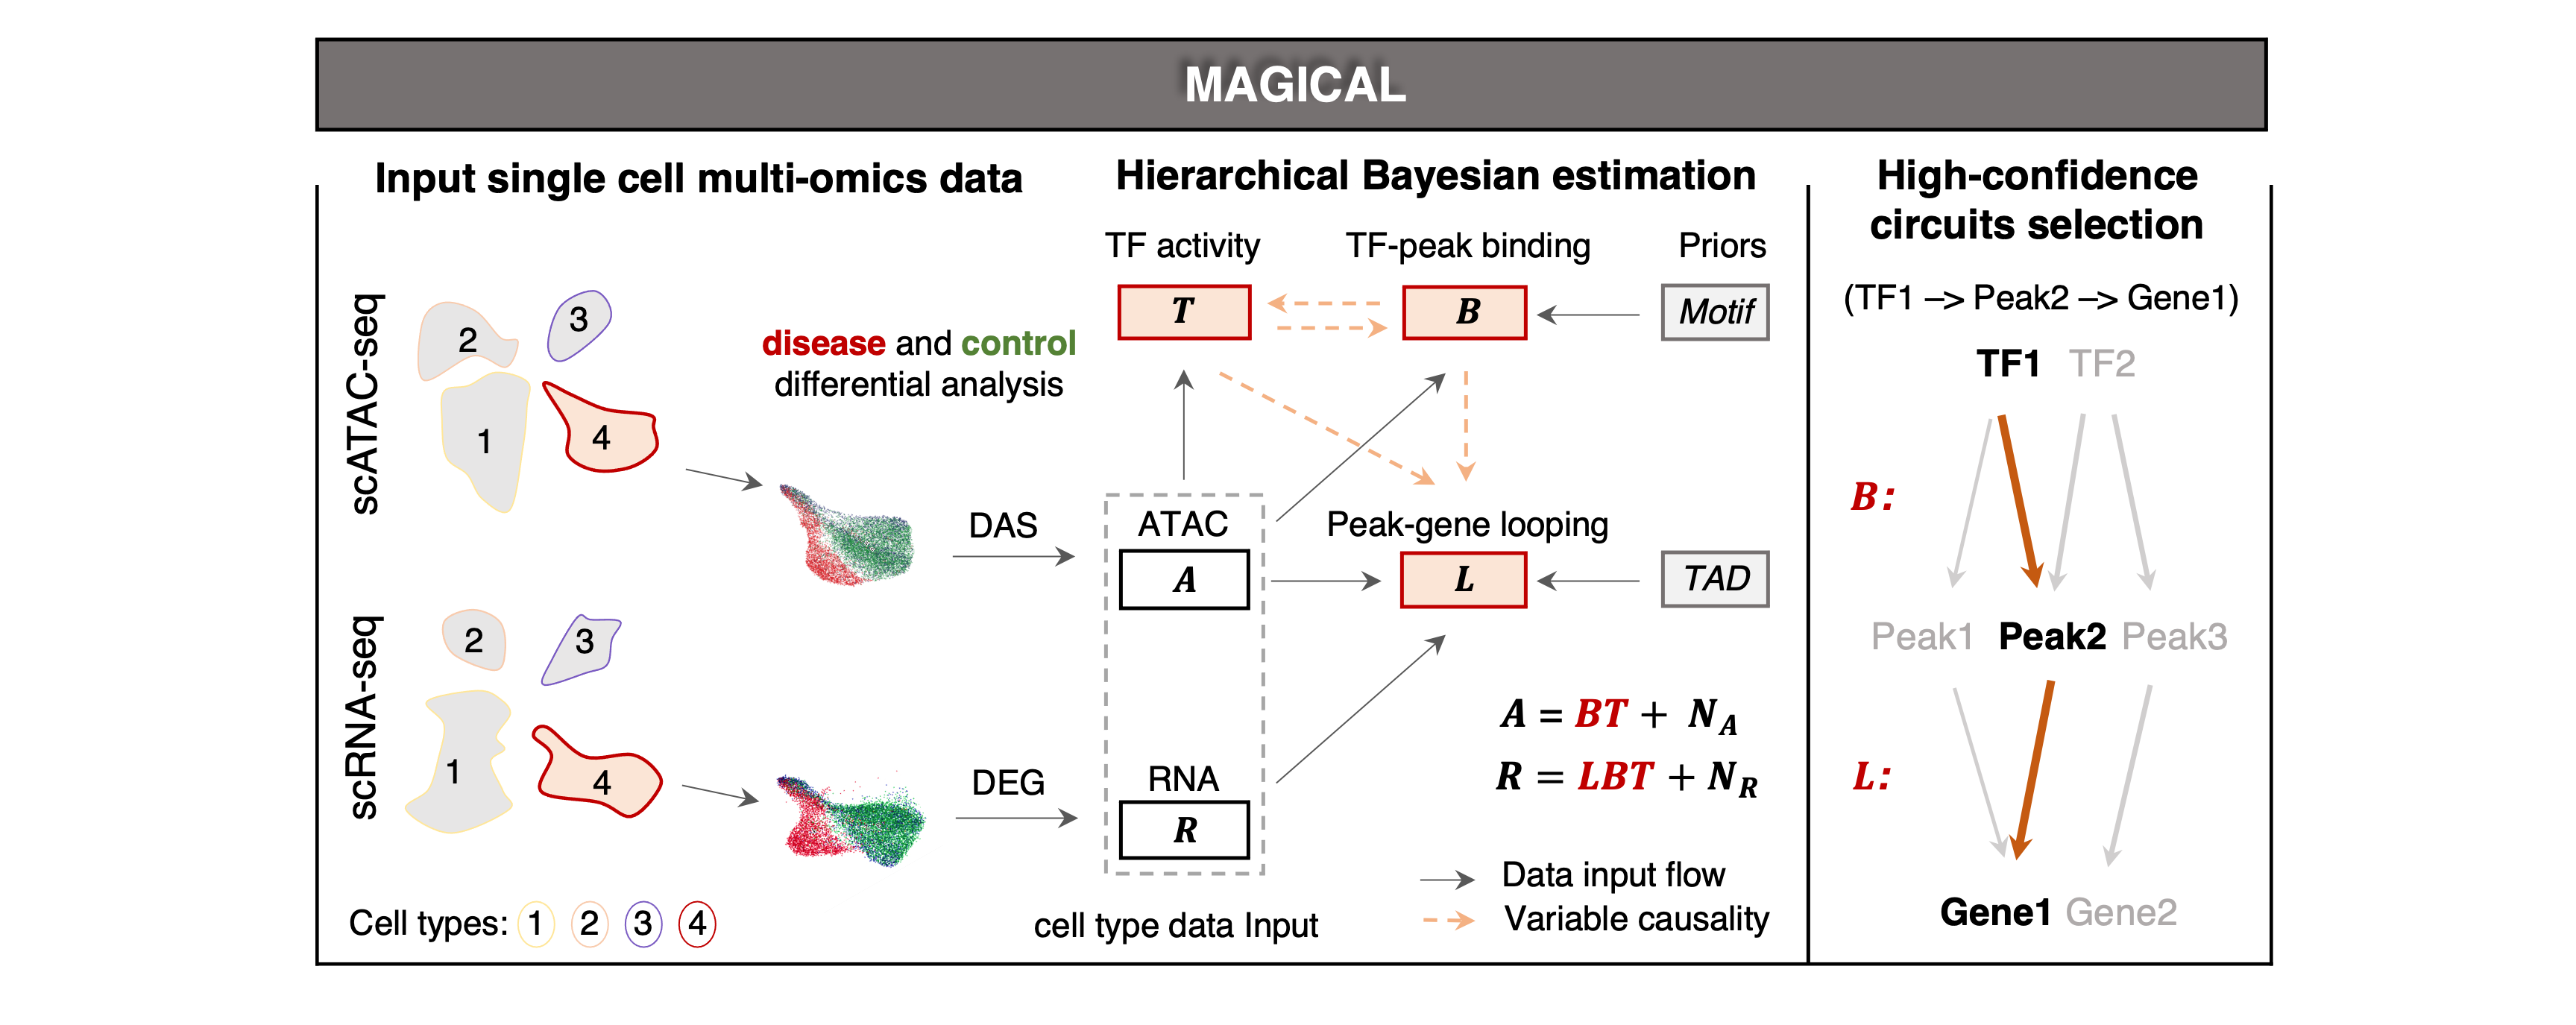 MAGICAL
Input single cell multi-omics data
scATAC-seq
2
3
1
4
disease and control
differential analysis
DAS
scRNA-seq
2
3
1
4
DEG
Cell types: 1 2 3 4
Hierarchical Bayesian estimation
TF activity
TF-peak binding
Priors
T
B
Motif
ATAC
Peak-gene looping
A
L
TAD
RNA
R
A = BT + N_A
R = LBT + N_R
Data input flow
Variable causality
cell type data Input
High-confidence
circuits selection
(TF1 –> Peak2 –> Gene1)
TF1 TF2
B:
Peak1 Peak2 Peak3
L:
Gene1 Gene2